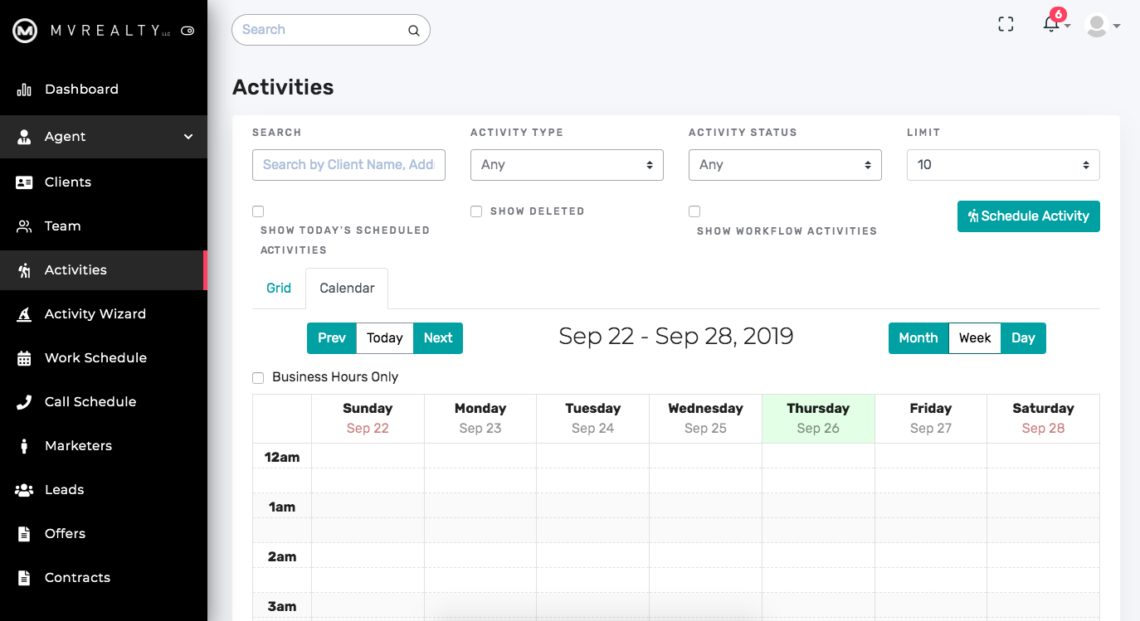 MVREALTY LLC
Dashboard
Agent
Clients
Team
Activities
Activity Wizard
Work Schedule
Call Schedule
Marketers
Leads
Offers
Contracts
Search
6
Activities
SEARCH
ACTIVITY TYPE
ACTIVITY STATUS
LIMIT
Search by Client Name, Add
Any
Any
10
SHOW TODAY'S SCHEDULED
ACTIVITIES
SHOW DELETED
SHOW WORKFLOW ACTIVITIES
Schedule Activity
Grid
Calendar
Prev
Today
Next
Sep 22 - Sep 28, 2019
Month
Week
Day
Business Hours Only
Sunday
Sep 22
Monday
Sep 23
Tuesday
Sep 24
Wednesday
Sep 25
Thursday
Sep 26
Friday
Sep 27
Saturday
Sep 28
12am
1am
2am
3am